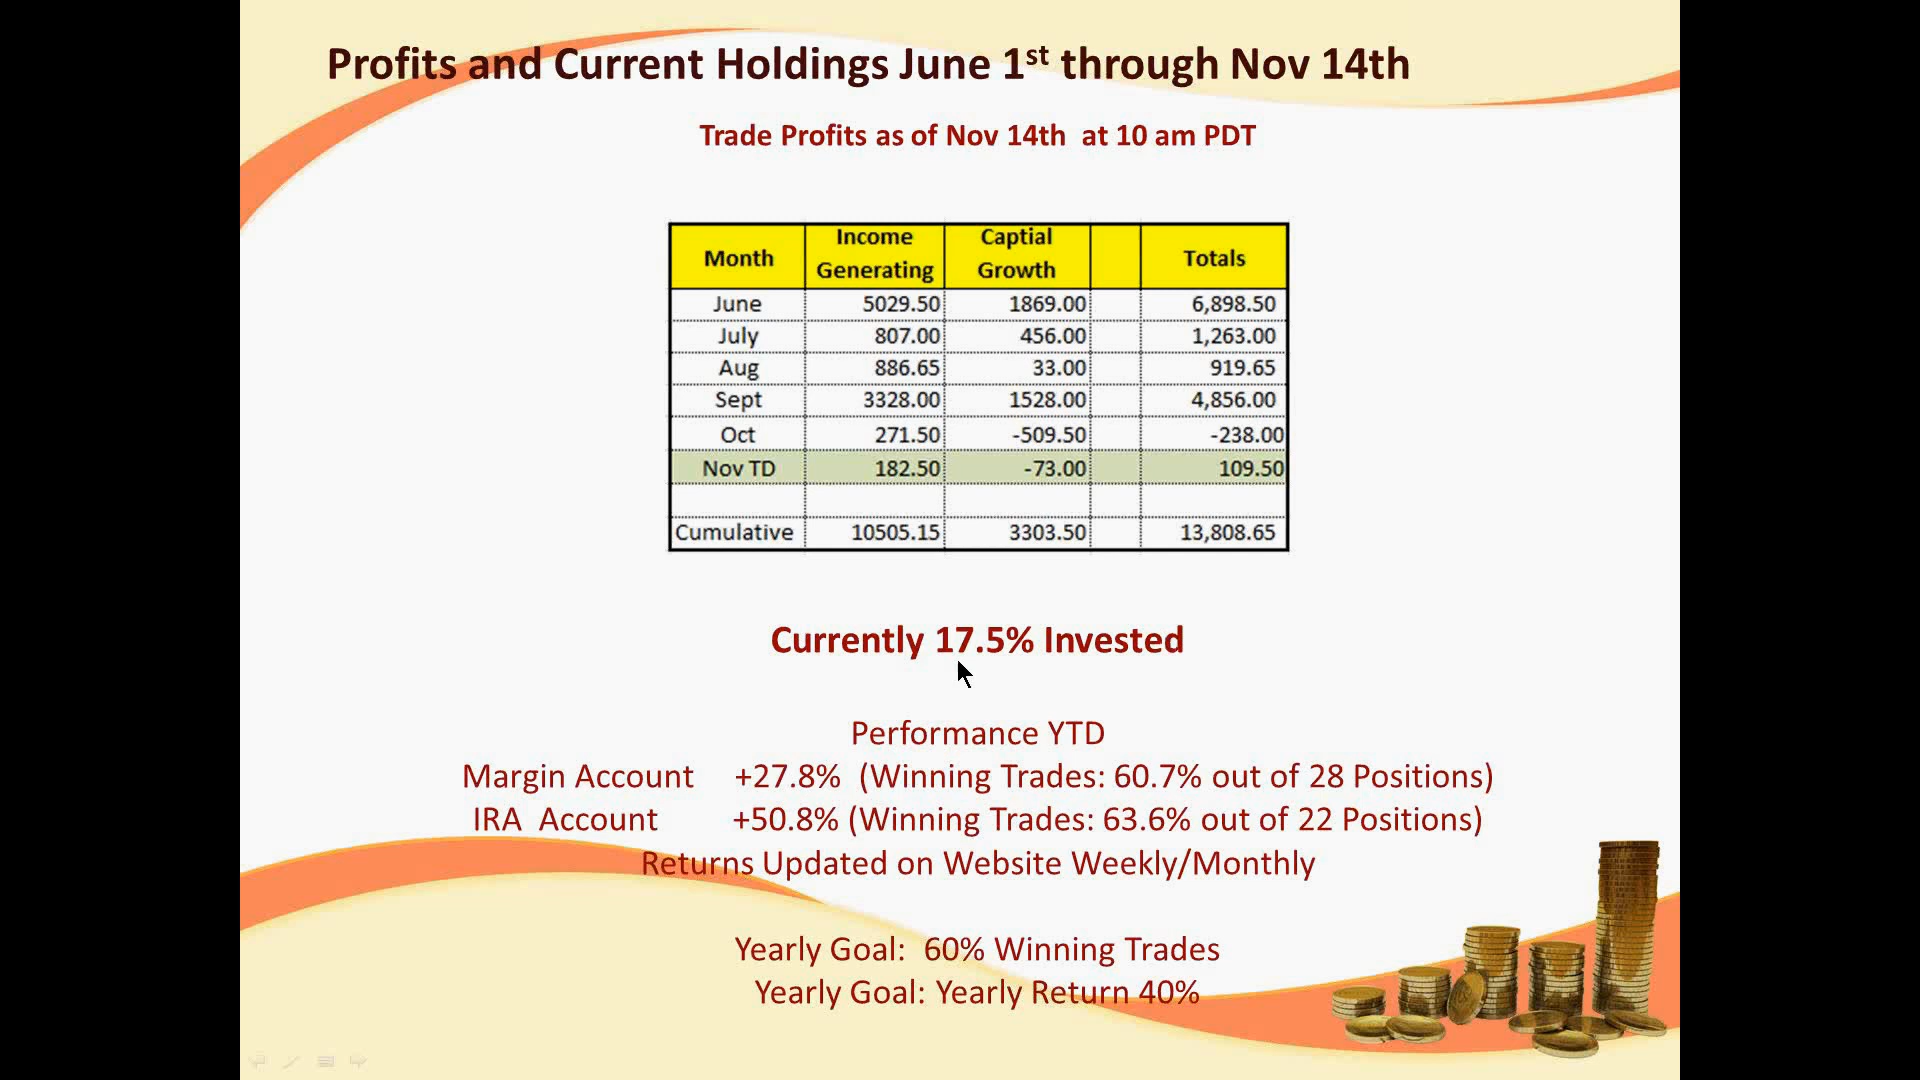 Profits and Current Holdings June 1st through Nov 14th
Trade Profits as of Nov 14th at 10 am PDT
Month Income Generating Captial Growth Totals
June 5029.50 1869.00 6,898.50
July 807.00 456.00 1,263.00
Aug 886.65 33.00 919.65
Sept 3328.00 1528.00 4,856.00
Oct 271.50 -509.50 -238.00
Nov TD 182.50 -73.00 109.50
Cumulative 10505.15 3303.50 13,808.65
Currently 17.5% Invested
Performance YTD
Margin Account +27.8% (Winning Trades: 60.7% out of 28 Positions)
IRA Account +50.8% (Winning Trades: 63.6% out of 22 Positions)
Returns Updated on Website Weekly/Monthly
Yearly Goal: 60% Winning Trades
Yearly Goal: Yearly Return 40%